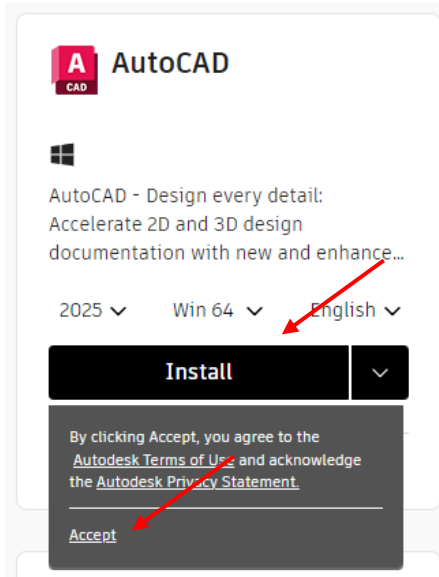 A
CAD
AutoCAD
AutoCAD - Design every detail:
Accelerate 2D and 3D design
documentation with new and enhance...
2025 Win 64 English
Install
By clicking Accept, you agree to the
Autodesk Terms of Use and acknowledge
the Autodesk Privacy Statement.
Accept